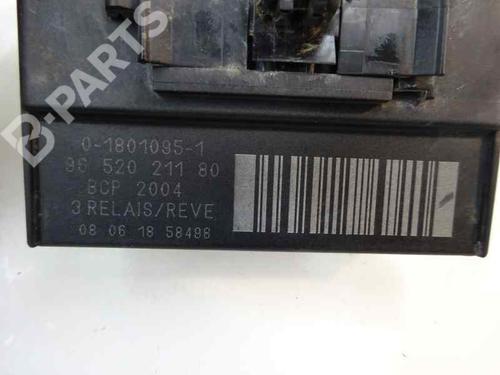 B-PARTS
0-1801095-1
96 520 211 80
BCP 2004
3 RELAIS/REVE
08 06 18 58498